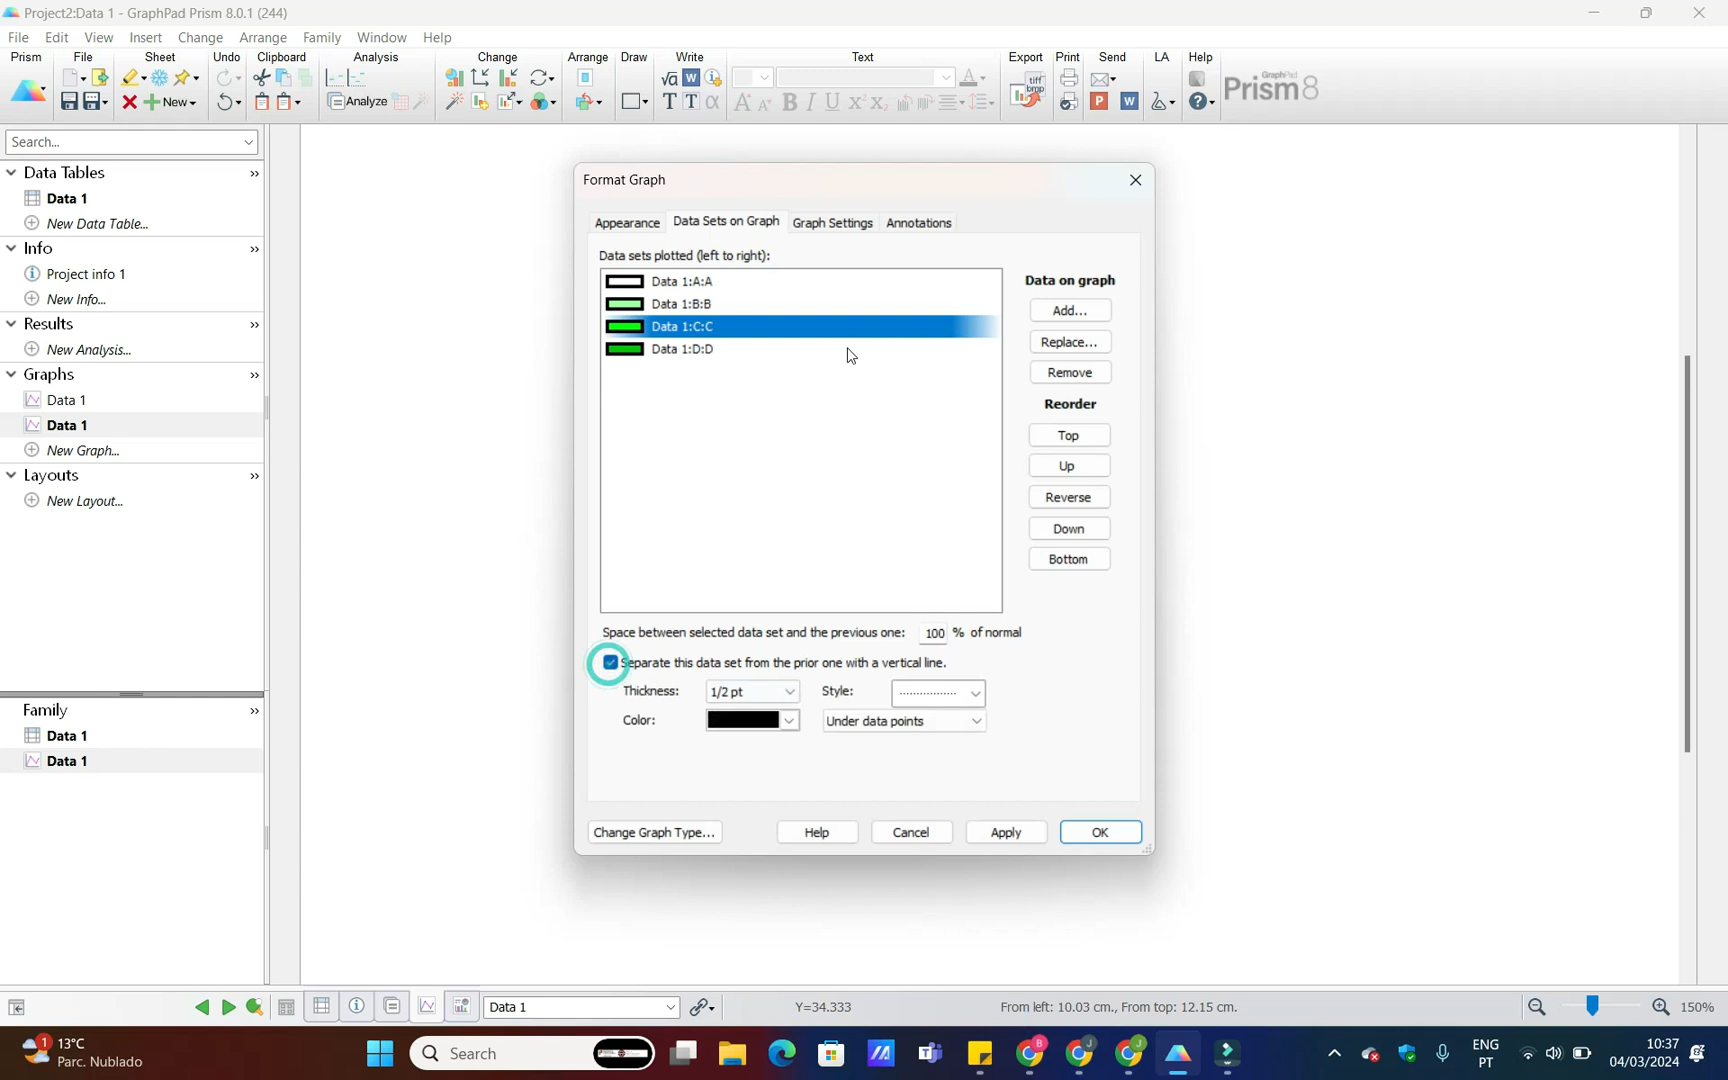 Project2:Data 1 - GraphPad Prism 8.0.1 (244)
File Edit View Insert Change Arrange Family Window Help
Prism File Sheet Undo Clipboard Analysis Change Arrange Draw Write Text Export Print Send LA Help
New
Analyze
tiff
bmp
GraphPad
Prism 8
Search...
Data Tables
Data 1
New Data Table...
Info
Project info 1
New Info...
Results
New Analysis...
Graphs
Data 1
Data 1
New Graph...
Layouts
New Layout...
Family
Data 1
Data 1
Format Graph
Appearance Data Sets on Graph Graph Settings Annotations
Data sets plotted (left to right):
Data 1:A:A
Data 1:B:B
Data 1:C:C
Data 1:D:D
Data on graph
Add...
Replace...
Remove
Reorder
Top
Up
Reverse
Down
Bottom
Space between selected data set and the previous one: 100 % of normal
Separate this data set from the prior one with a vertical line.
Thickness: 1/2 pt Style:
Color: Under data points
Change Graph Type... Help Cancel Apply OK
Data 1 Y=34.333 From left: 10.03 cm., From top: 12.15 cm. 150%
1 13°C
Parc. Nublado
Search
ENG
PT
10:37
04/03/2024